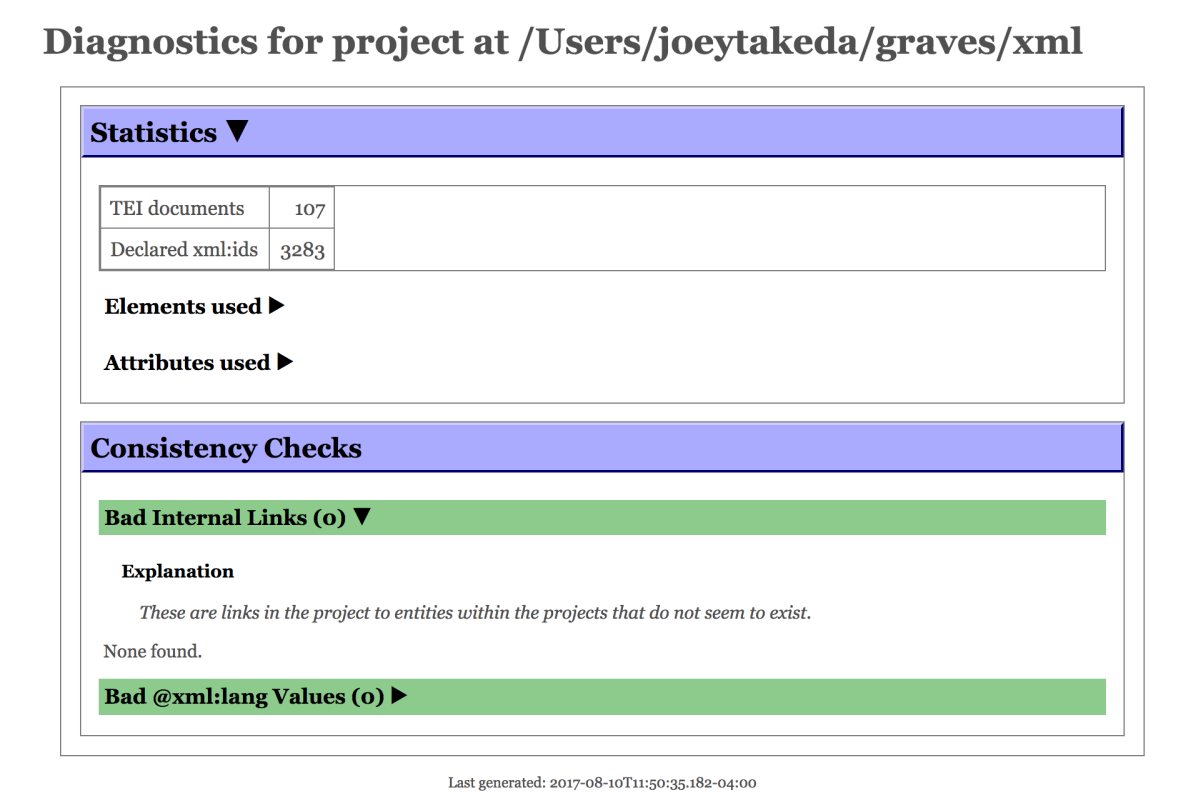 Diagnostics for project at /Users/joeytakeda/graves/xml
Statistics ▼
TEI documents 107
Declared xml:ids 3283
Elements used ▶
Attributes used ▶
Consistency Checks
Bad Internal Links (0) ▼
Explanation
These are links in the project to entities within the projects that do not seem to exist.
None found.
Bad @xml:lang Values (0) ▶
Last generated: 2017-08-10T11:50:35.182-04:00